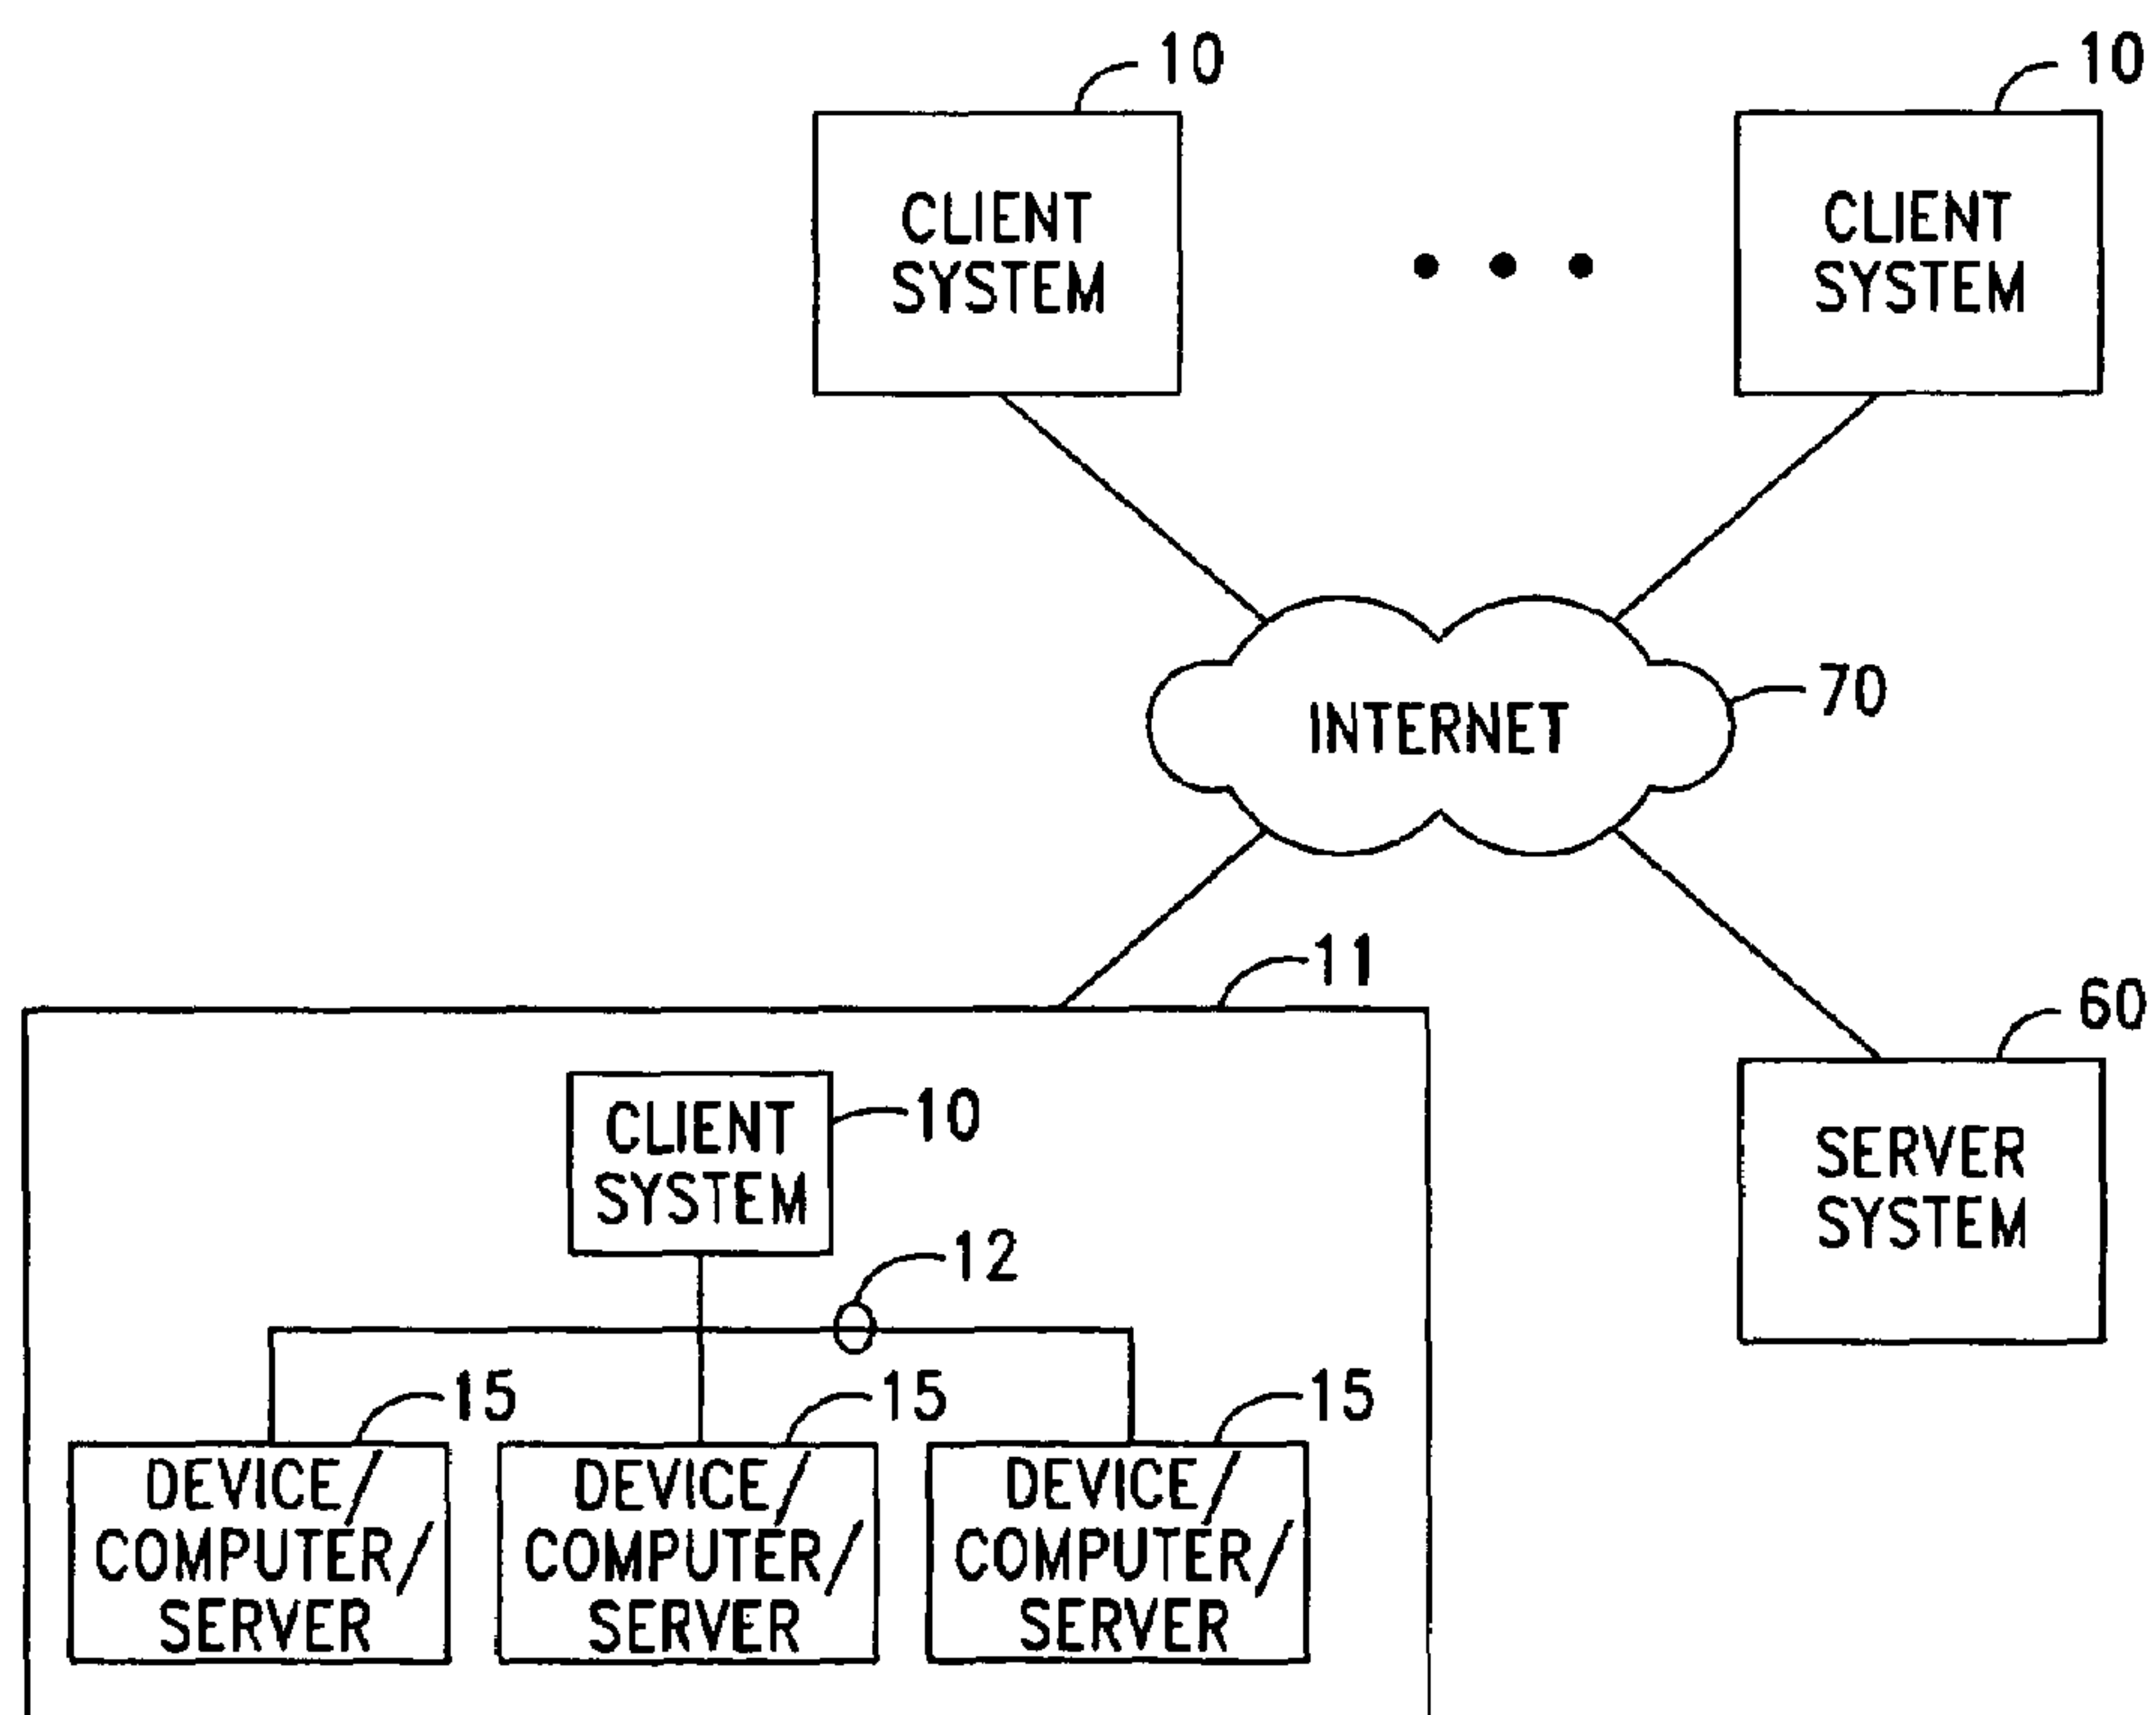 10
10
CLIENT
SYSTEM
CLIENT
SYSTEM
INTERNET
70
11
60
CLIENT
SYSTEM
10
SERVER
SYSTEM
12
15
15
15
DEVICE/
COMPUTER/
SERVER
DEVICE/
COMPUTER/
SERVER
DEVICE/
COMPUTER/
SERVER